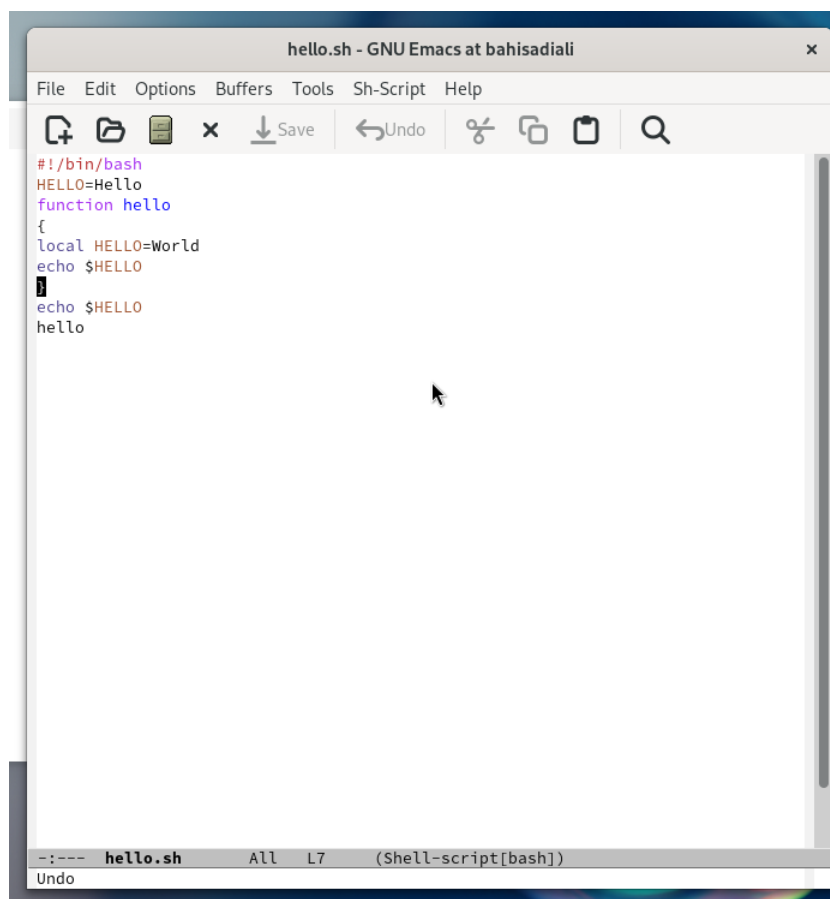 hello.sh - GNU Emacs at bahisadiali
File Edit Options Buffers Tools Sh-Script Help
Save Undo
#!/bin/bash
HELLO=Hello
function hello
{
local HELLO=World
echo $HELLO
}
echo $HELLO
hello
-:--- hello.sh All L7 (Shell-script[bash])
Undo